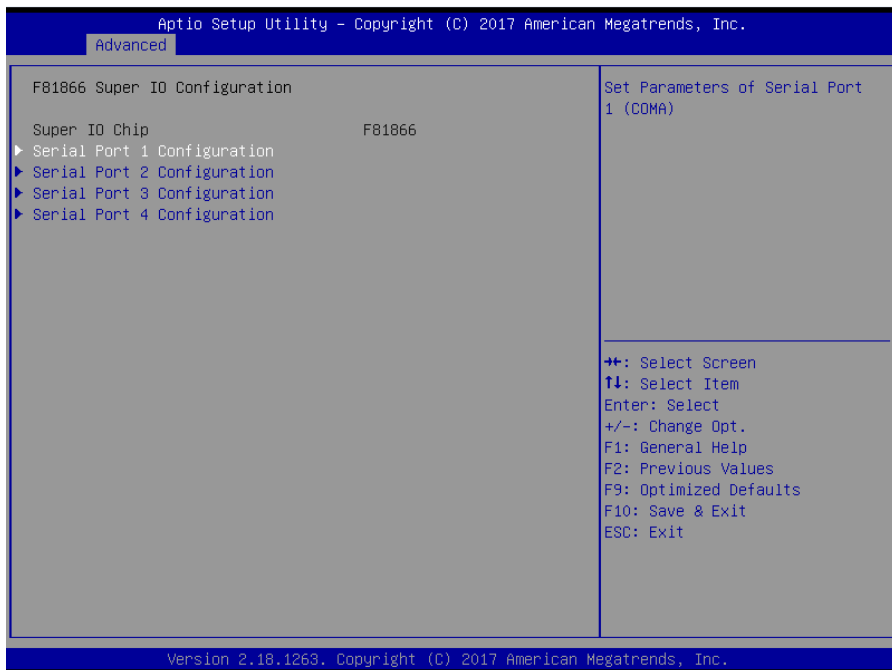 Aptio Setup Utility – Copyright (C) 2017 American Megatrends, Inc.
Advanced
F81866 Super IO Configuration
Super IO Chip F81866
Serial Port 1 Configuration
Serial Port 2 Configuration
Serial Port 3 Configuration
Serial Port 4 Configuration
Set Parameters of Serial Port
1 (COMA)
→←: Select Screen
↑↓: Select Item
Enter: Select
+/-: Change Opt.
F1: General Help
F2: Previous Values
F9: Optimized Defaults
F10: Save & Exit
ESC: Exit
Version 2.18.1263. Copyright (C) 2017 American Megatrends, Inc.